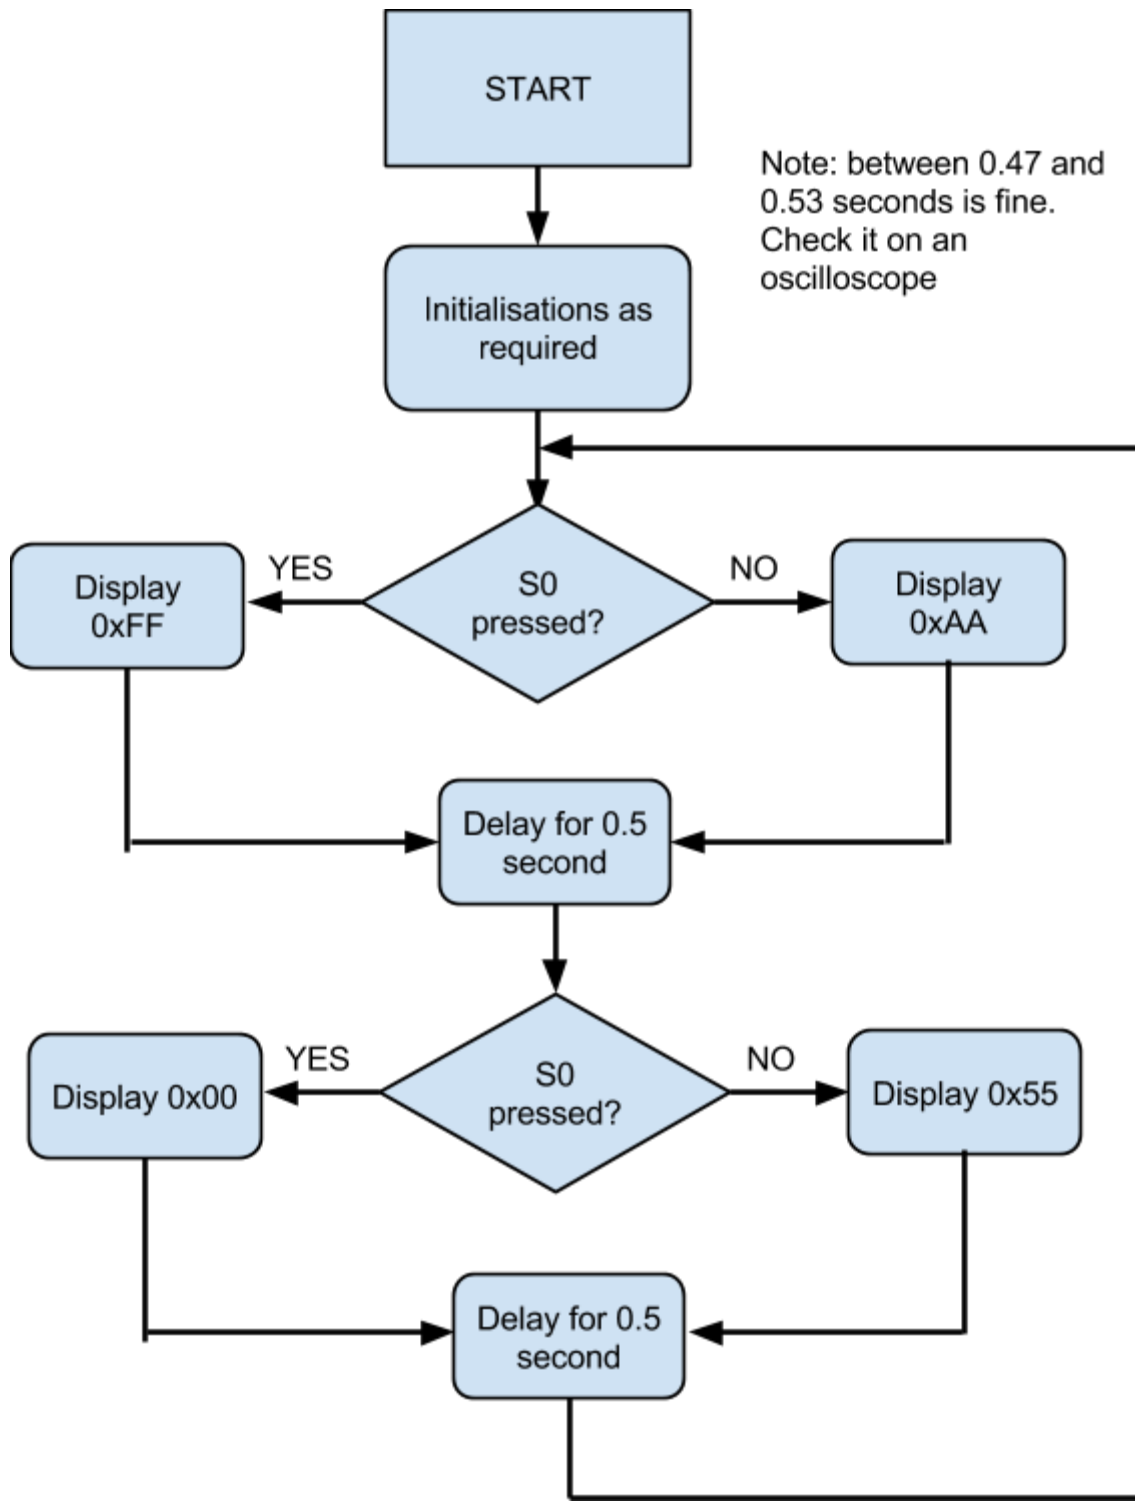 START
Note: between 0.47 and
0.53 seconds is fine.
Check it on an
oscilloscope
Initialisations as
required
YES
NO
Display
0xFF
S0
pressed?
Display
0xAA
Delay for 0.5
second
YES
NO
Display 0x00
S0
pressed?
Display 0x55
Delay for 0.5
second